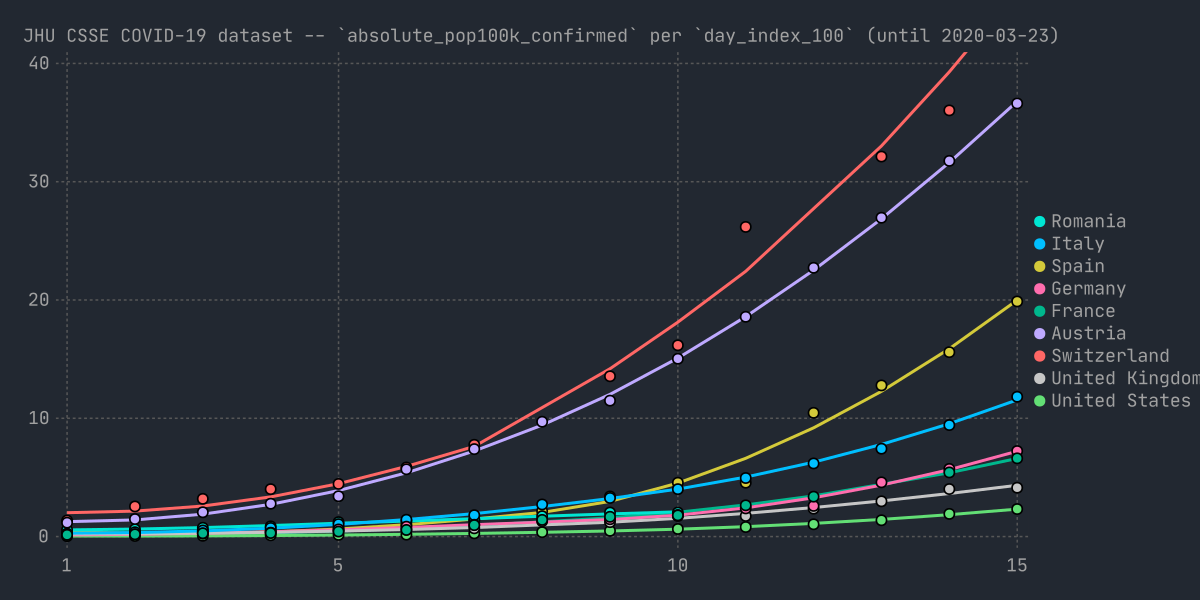 JHU CSSE COVID-19 dataset -- `absolute_pop100k_confirmed` per `day_index_100` (until 2020-03-23)
40
30
20
10
0
1 5 10 15
Romania
Italy
Spain
Germany
France
Austria
Switzerland
United Kingdom
United States